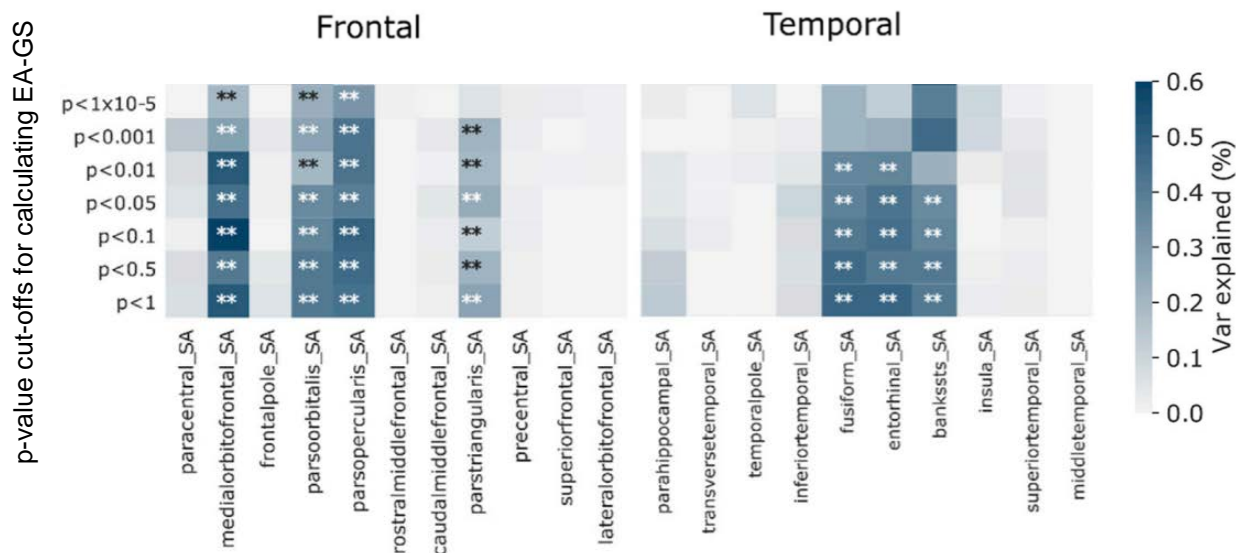 Frontal
Temporal
p-value cut-offs for calculating EA-GS
p<1x10-5
p<0.001
p<0.01
p<0.05
p<0.1
p<0.5
p<1
** ** **
** ** ** **
** ** ** **
** ** ** **
** ** ** **
** ** ** **
** ** ** **
** **
** ** **
** ** **
** ** **
** ** **
paracentral_SA
medialorbitofrontal_SA
frontalpole_SA
parsoorbitalis_SA
parsopercularis_SA
rostralmiddlefrontal_SA
caudalmiddlefrontal_SA
parstriangularis_SA
precentral_SA
superiorfrontal_SA
lateralorbitofrontal_SA
parahippocampal_SA
transversetemporal_SA
temporalpole_SA
inferiortemporal_SA
fusiform_SA
entorhinal_SA
bankssts_SA
insula_SA
superiortemporal_SA
middletemporal_SA
0.6
0.5
0.4
0.3
0.2
0.1
0.0
Var explained (%)